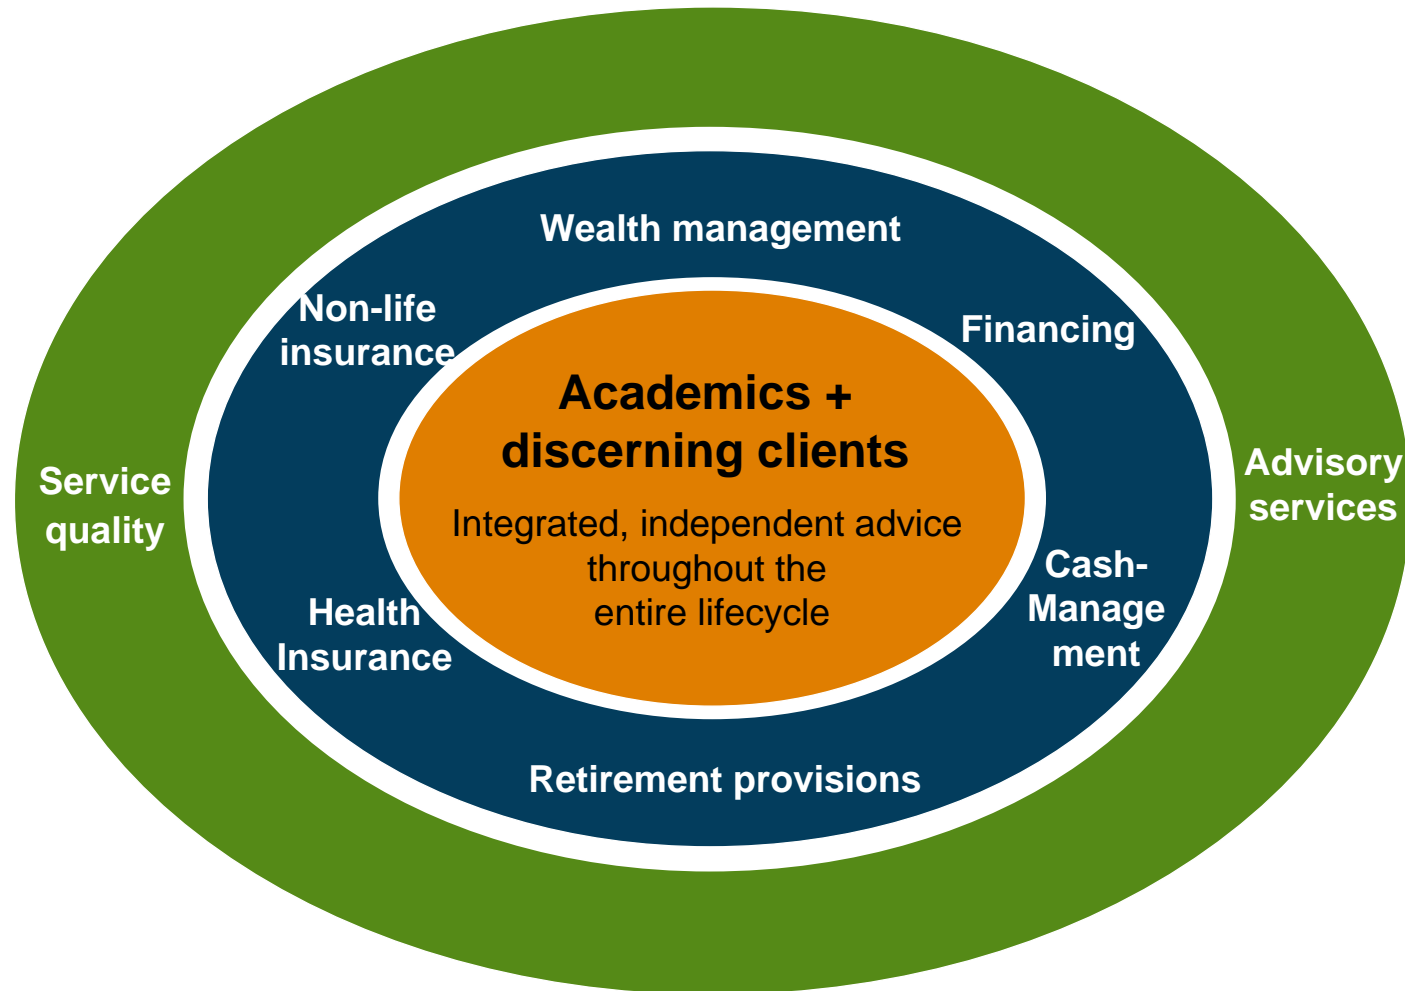 Wealth management
Non-life
insurance
Financing
Academics +
discerning clients
Integrated, independent advice
throughout the
entire lifecycle
Service
quality
Advisory
services
Cash-
Manage
ment
Health
Insurance
Retirement provisions